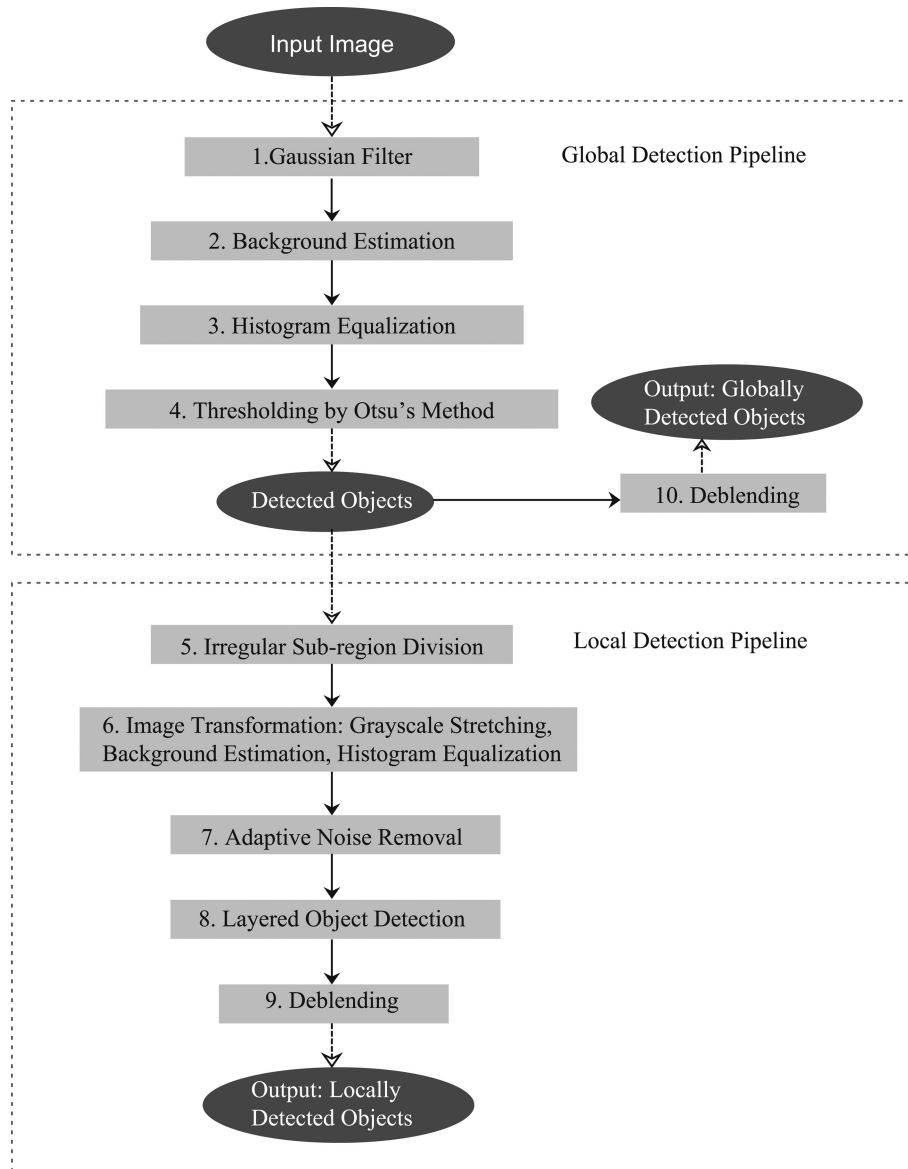 Input Image
1.Gaussian Filter
Global Detection Pipeline
2. Background Estimation
3. Histogram Equalization
4. Thresholding by Otsu’s Method
Output: Globally
Detected Objects
Detected Objects
10. Deblending
5. Irregular Sub-region Division
Local Detection Pipeline
6. Image Transformation: Grayscale Stretching,
Background Estimation, Histogram Equalization
7. Adaptive Noise Removal
8. Layered Object Detection
9. Deblending
Output: Locally
Detected Objects